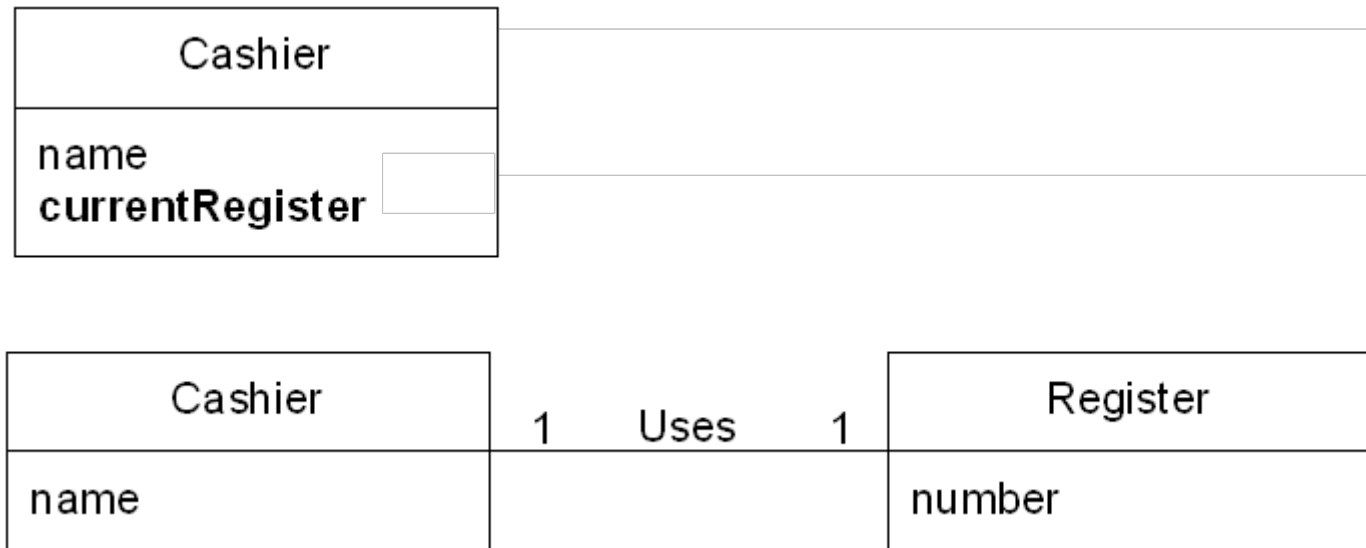 Cashier
name
currentRegister
Cashier
1 Uses 1
Register
name
number